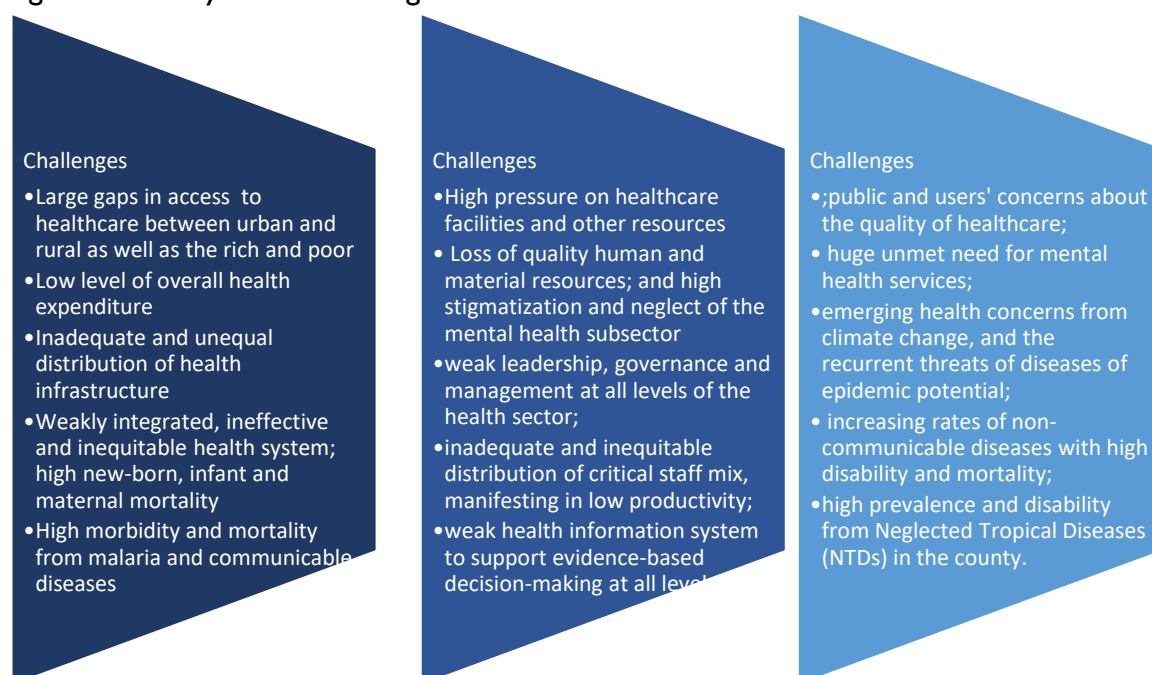 Challenges
•Large gaps in access to
healthcare between urban and
rural as well as the rich and poor
•Low level of overall health
expenditure
•Inadequate and unequal
distribution of health
infrastructure
•Weakly integrated, ineffective
and inequitable health system;
high new-born, infant and
maternal mortality
•High morbidity and mortality
from malaria and communicable
diseases
Challenges
•High pressure on healthcare
facilities and other resources
• Loss of quality human and
material resources; and high
stigmatization and neglect of the
mental health subsector
•weak leadership, governance and
management at all levels of the
health sector;
•inadequate and inequitable
distribution of critical staff mix,
manifesting in low productivity;
•weak health information system
to support evidence-based
decision-making at all
Challenges
•;public and users' concerns about
the quality of healthcare;
• huge unmet need for mental
health services;
•emerging health concerns from
climate change, and the
recurrent threats of diseases of
epidemic potential;
• increasing rates of non-
communicable diseases with high
disability and mortality;
•high prevalence and disability
from Neglected Tropical Diseases
(NTDs) in the county.